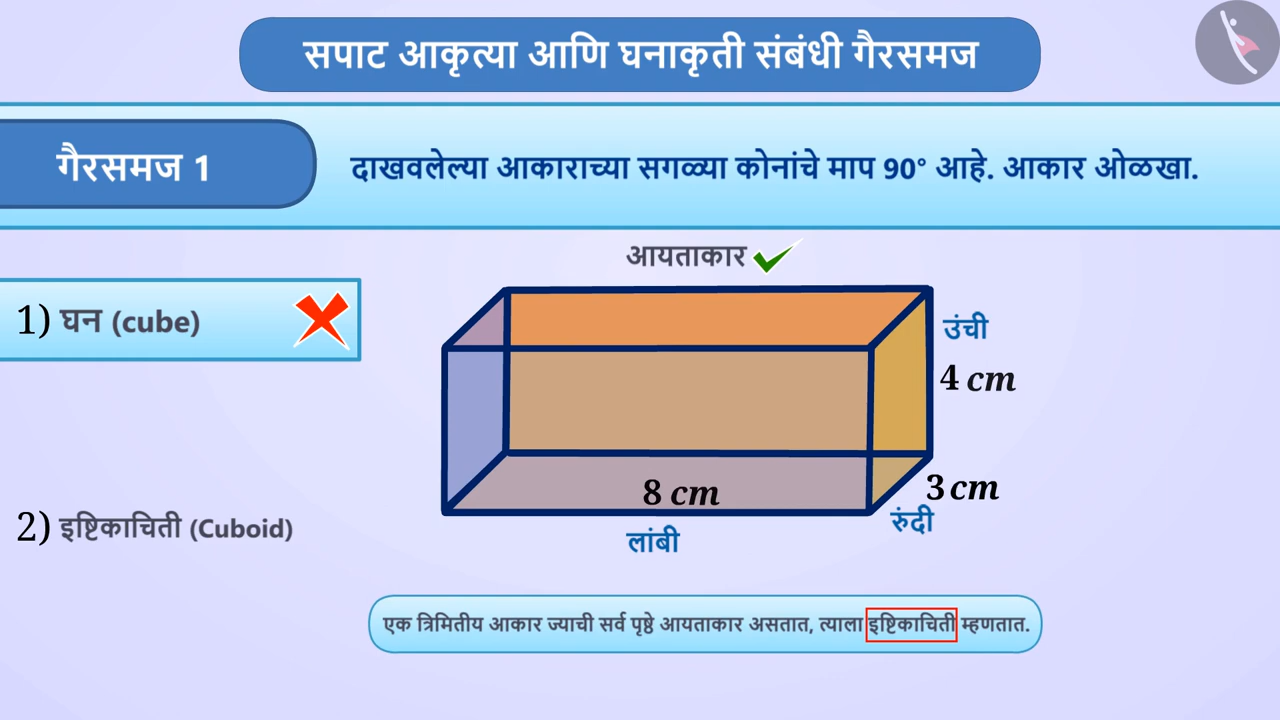 सपाट आकृत्या आणि घनाकृती संबंधी गैरसमज
गैरसमज 1
दाखवलेल्या आकाराच्या सगळ्या कोनांचे माप 90° आहे. आकार ओळखा.
आयताकार
1) घन (cube)
उंची
4 cm
8 cm
3 cm
रुंदी
लांबी
2) इष्टिकाचिती (Cuboid)
एक त्रिमितीय आकार ज्याची सर्व पृष्ठे आयताकार असतात, त्याला इष्टिकाचिती म्हणतात.